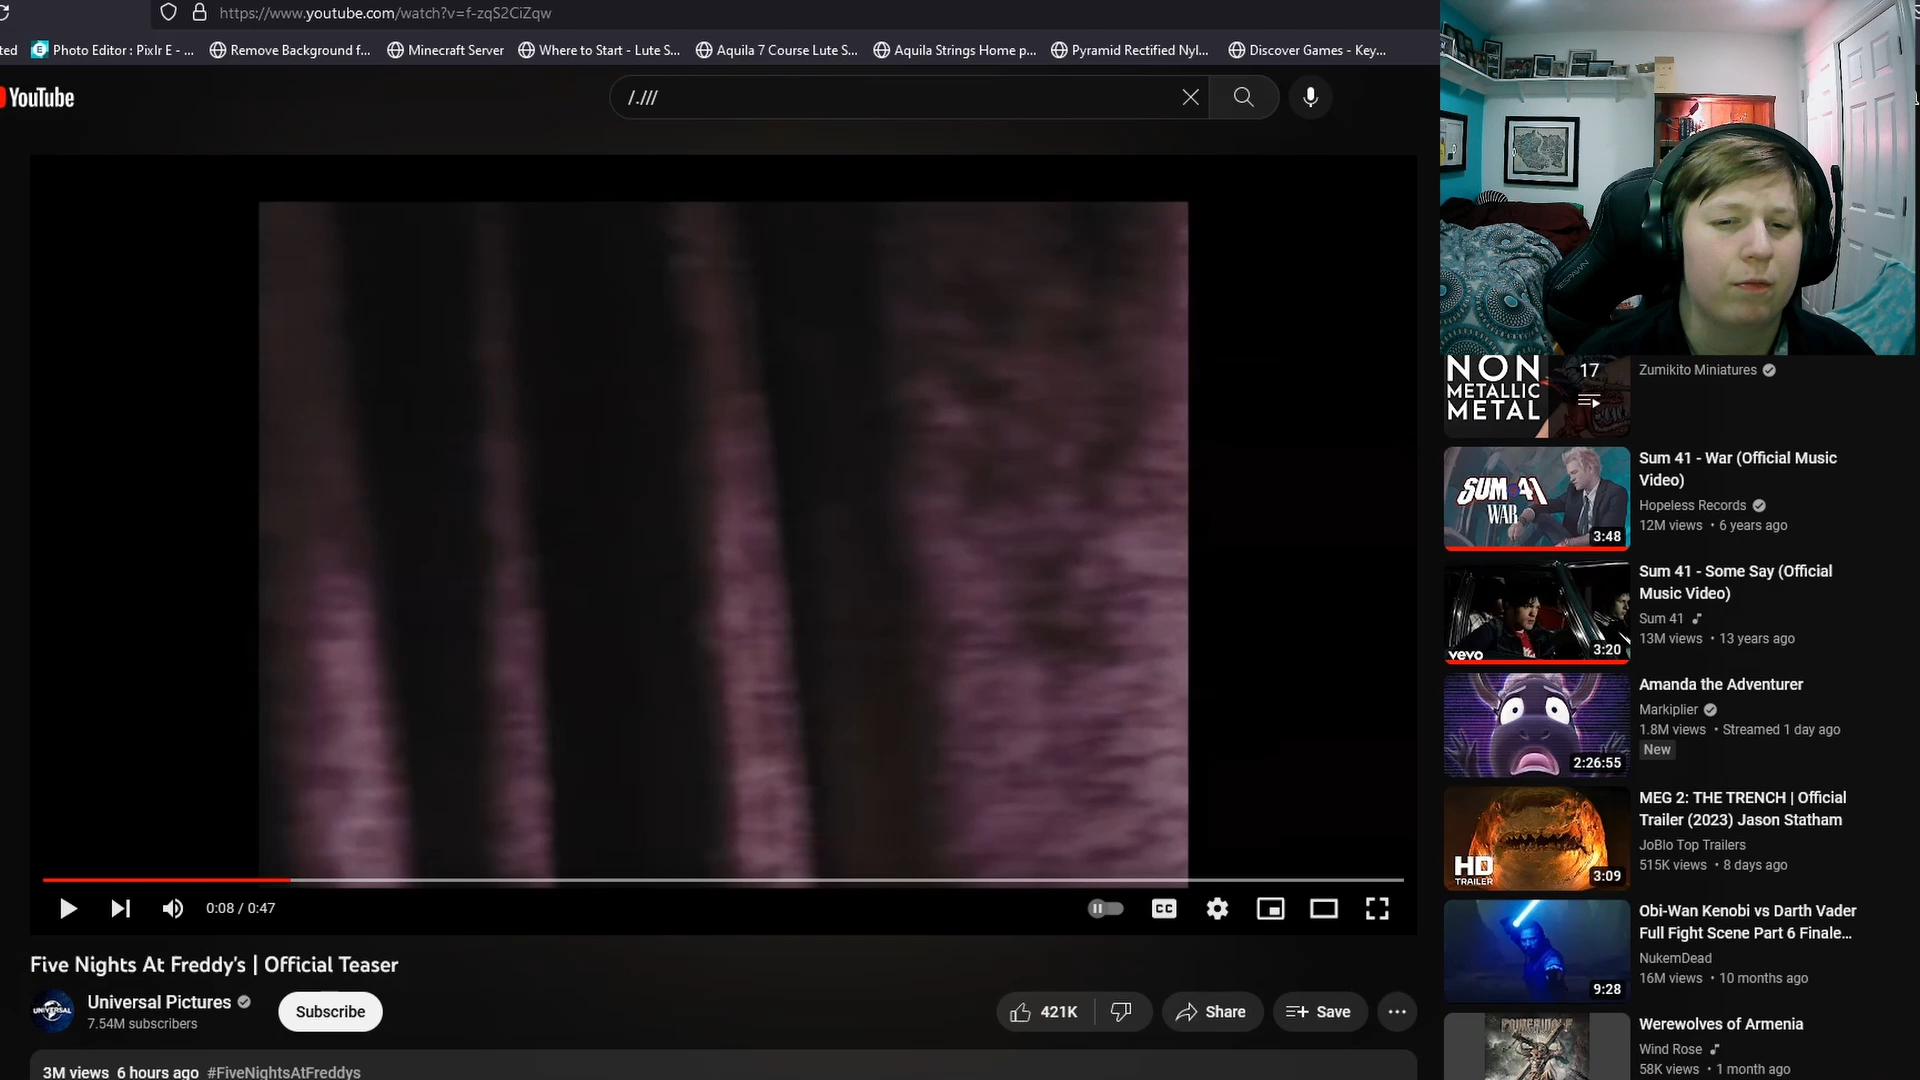 https://www.youtube.com/watch?v=f-zqS2CiZqw
ted Photo Editor : Pixlr E - ... Remove Background f... Minecraft Server Where to Start - Lute S... Aquila 7 Course Lute S... Aquila Strings Home p... Pyramid Rectified Nyl... Discover Games - Key...
YouTube
/.///
NON
METALLIC
METAL
17
Zumikito Miniatures
SUM 41
WAR
3:48
Sum 41 - War (Official Music
Video)
Hopeless Records
12M views • 6 years ago
vevo
3:20
Sum 41 - Some Say (Official
Music Video)
Sum 41
13M views • 13 years ago
2:26:55
Amanda the Adventurer
Markiplier
1.8M views • Streamed 1 day ago
New
HD
TRAILER
3:09
MEG 2: THE TRENCH | Official
Trailer (2023) Jason Statham
JoBlo Top Trailers
515K views • 8 days ago
9:28
Obi-Wan Kenobi vs Darth Vader
Full Fight Scene Part 6 Finale...
NukemDead
16M views • 10 months ago
POWERWOLF
Werewolves of Armenia
Wind Rose
58K views • 1 month ago
0:08 / 0:47
CC
Five Nights At Freddy's | Official Teaser
UNIVERSAL
Universal Pictures
7.54M subscribers
Subscribe
421K
Share
Save
3M views 6 hours ago #FiveNightsAtFreddys